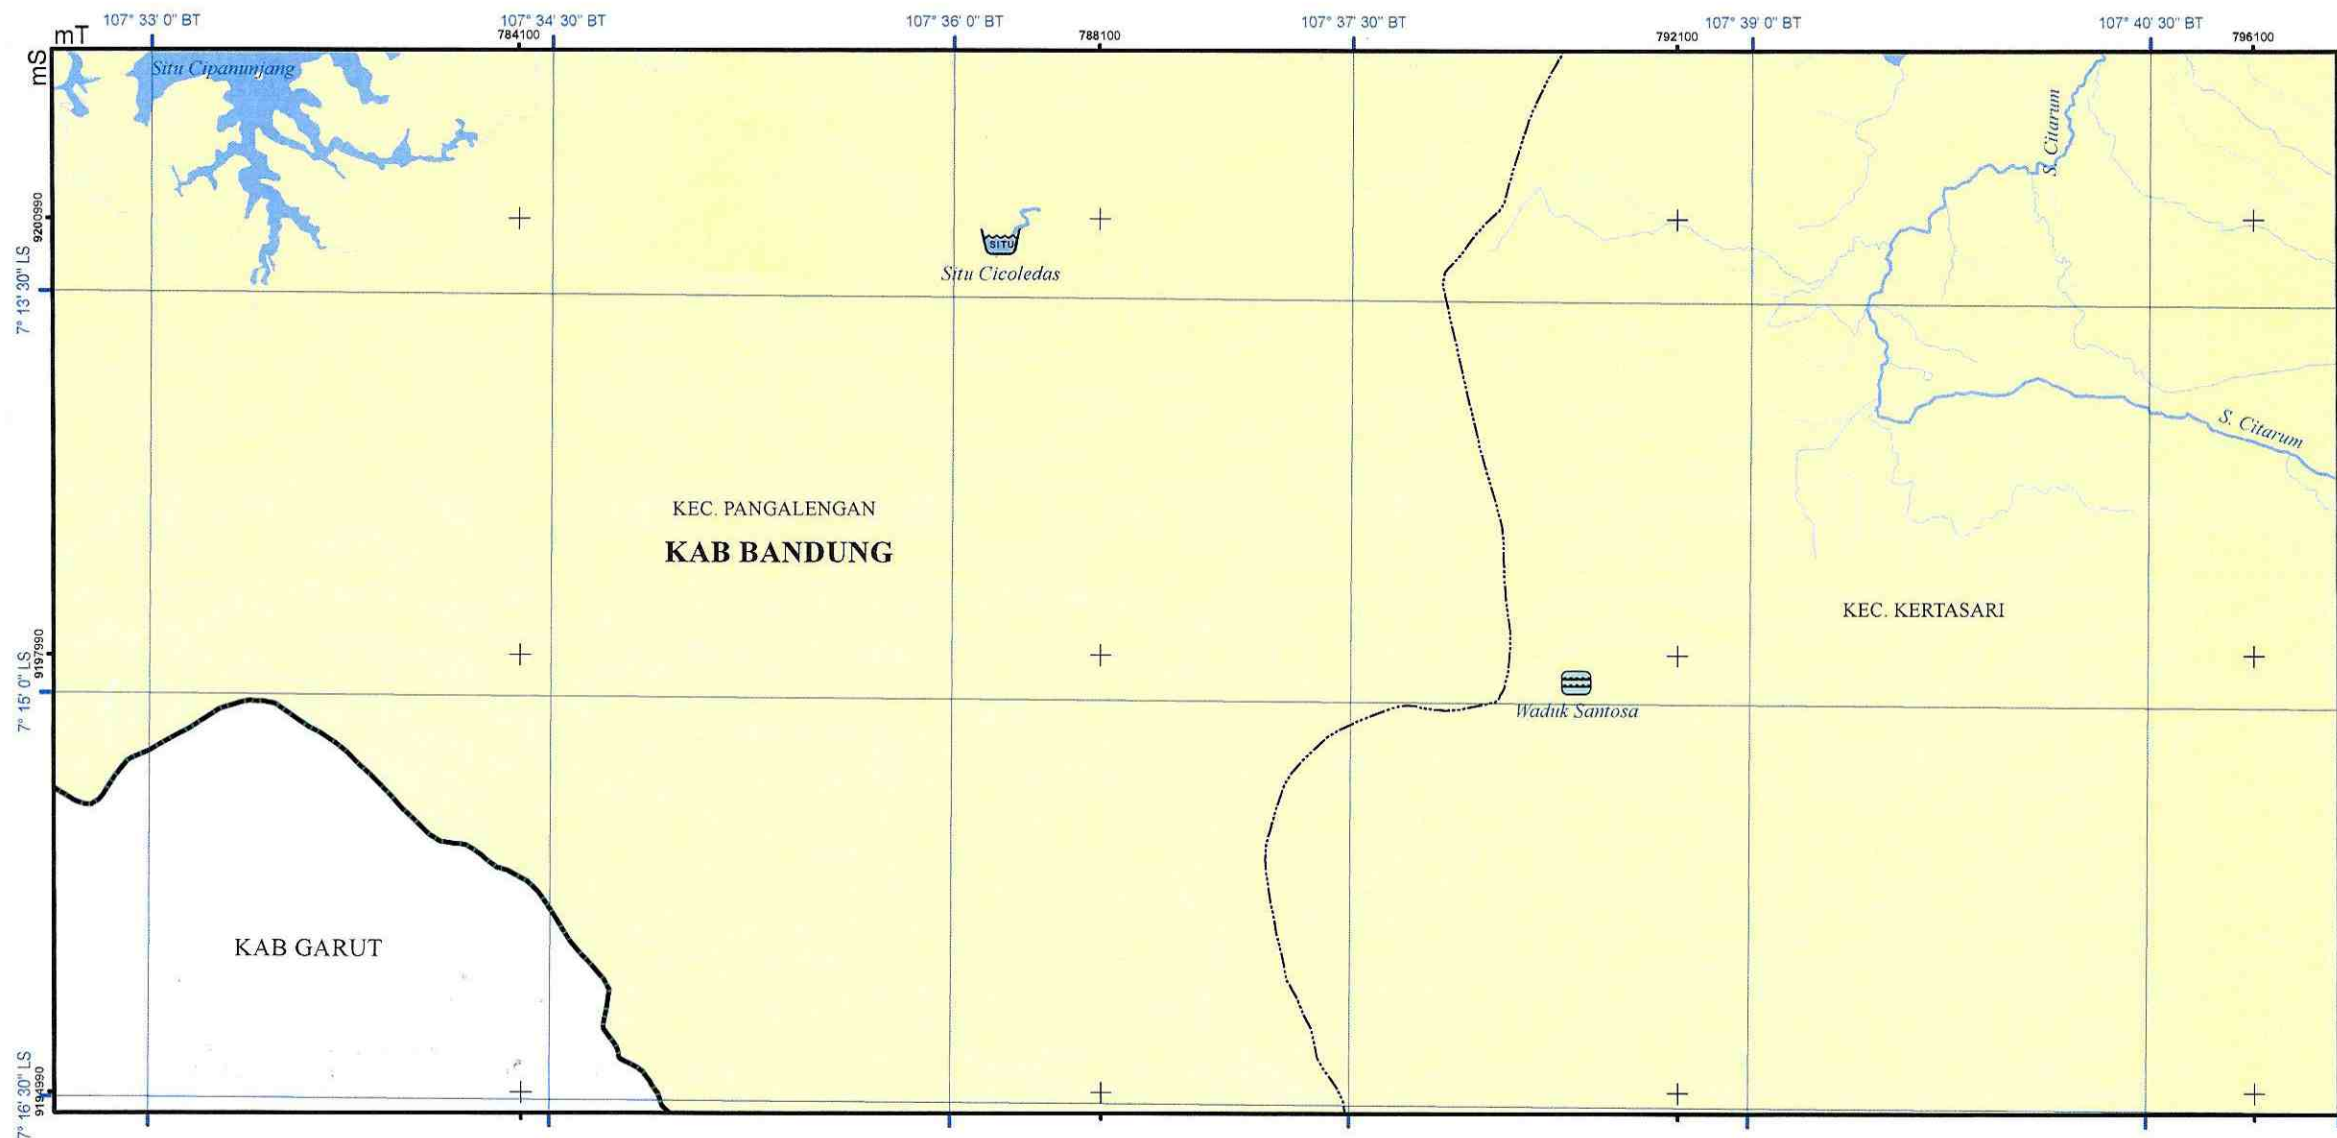 107° 33' 0" BT
107° 34' 30" BT
107° 36' 0" BT
107° 37' 30" BT
107° 39' 0" BT
107° 40' 30" BT
mT
784100
788100
792100
796100
mS
Situ Cipanunjang
S. Citarum
9200990
SITU
Situ Cicoledas
7° 13' 30" LS
S. Citarum
KEC. PANGALENGAN
KAB BANDUNG
KEC. KERTASARI
9197990
7° 15' 0" LS
Waduk Santosa
KAB GARUT
9194990
7° 16' 30" LS